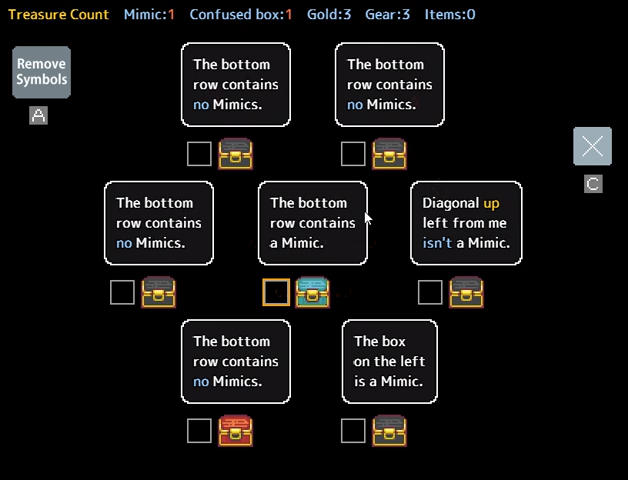 Treasure Count Mimic:1 Confused box:1 Gold:3 Gear:3 Items:0
Remove
Symbols
A
The bottom
row contains
no Mimics.
The bottom
row contains
no Mimics.
C
The bottom
row contains
no Mimics.
The bottom
row contains
a Mimic.
Diagonal up
left from me
isn't a Mimic.
The bottom
row contains
no Mimics.
The box
on the left
is a Mimic.